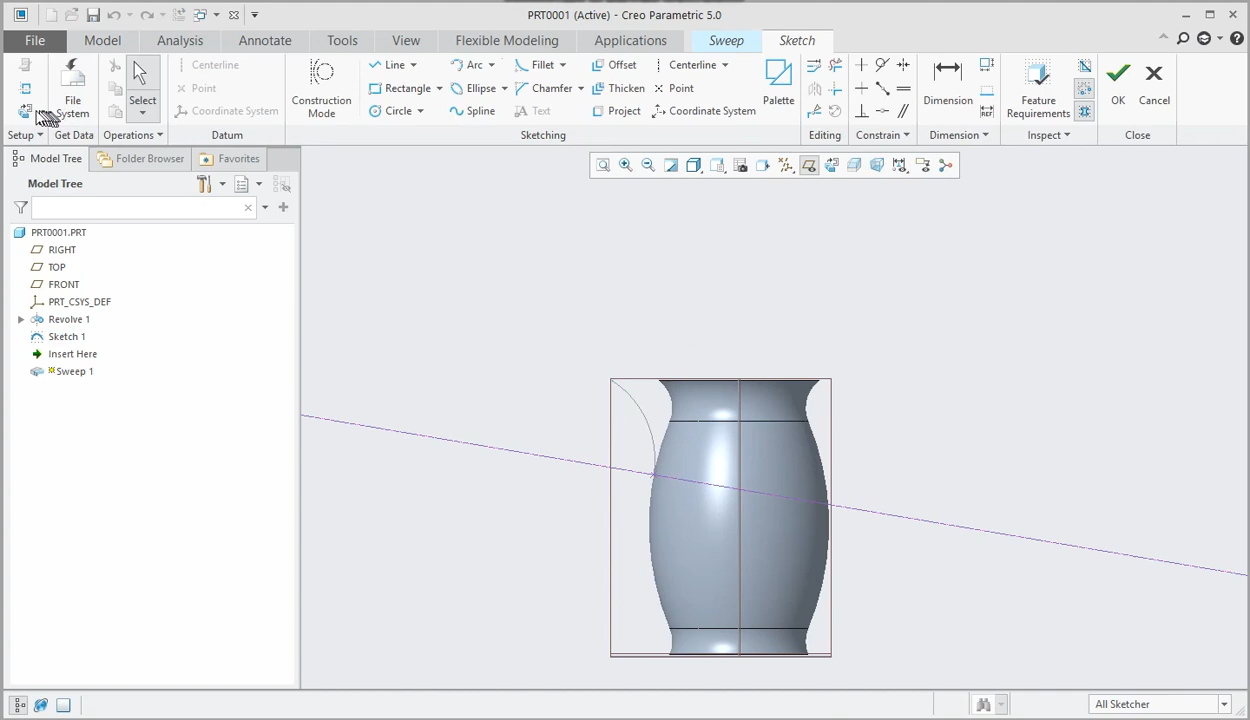 PRT0001 (Active) - Creo Parametric 5.0
File Model Analysis Annotate Tools View Flexible Modeling Applications Sweep Sketch
Centerline Line Arc Fillet Offset Centerline
Point Rectangle Ellipse Chamfer Thicken Point
Coordinate System Circle Spline Text Project Coordinate System
File System
Select
Construction Mode
Palette
Dimension
Feature Requirements
OK
Cancel
Setup Get Data Operations Datum Sketching Editing Constrain Dimension Inspect Close
Model Tree Folder Browser Favorites
Model Tree
PRT0001.PRT
RIGHT
TOP
FRONT
PRT_CSYS_DEF
Revolve 1
Sketch 1
Insert Here
Sweep 1
All Sketcher